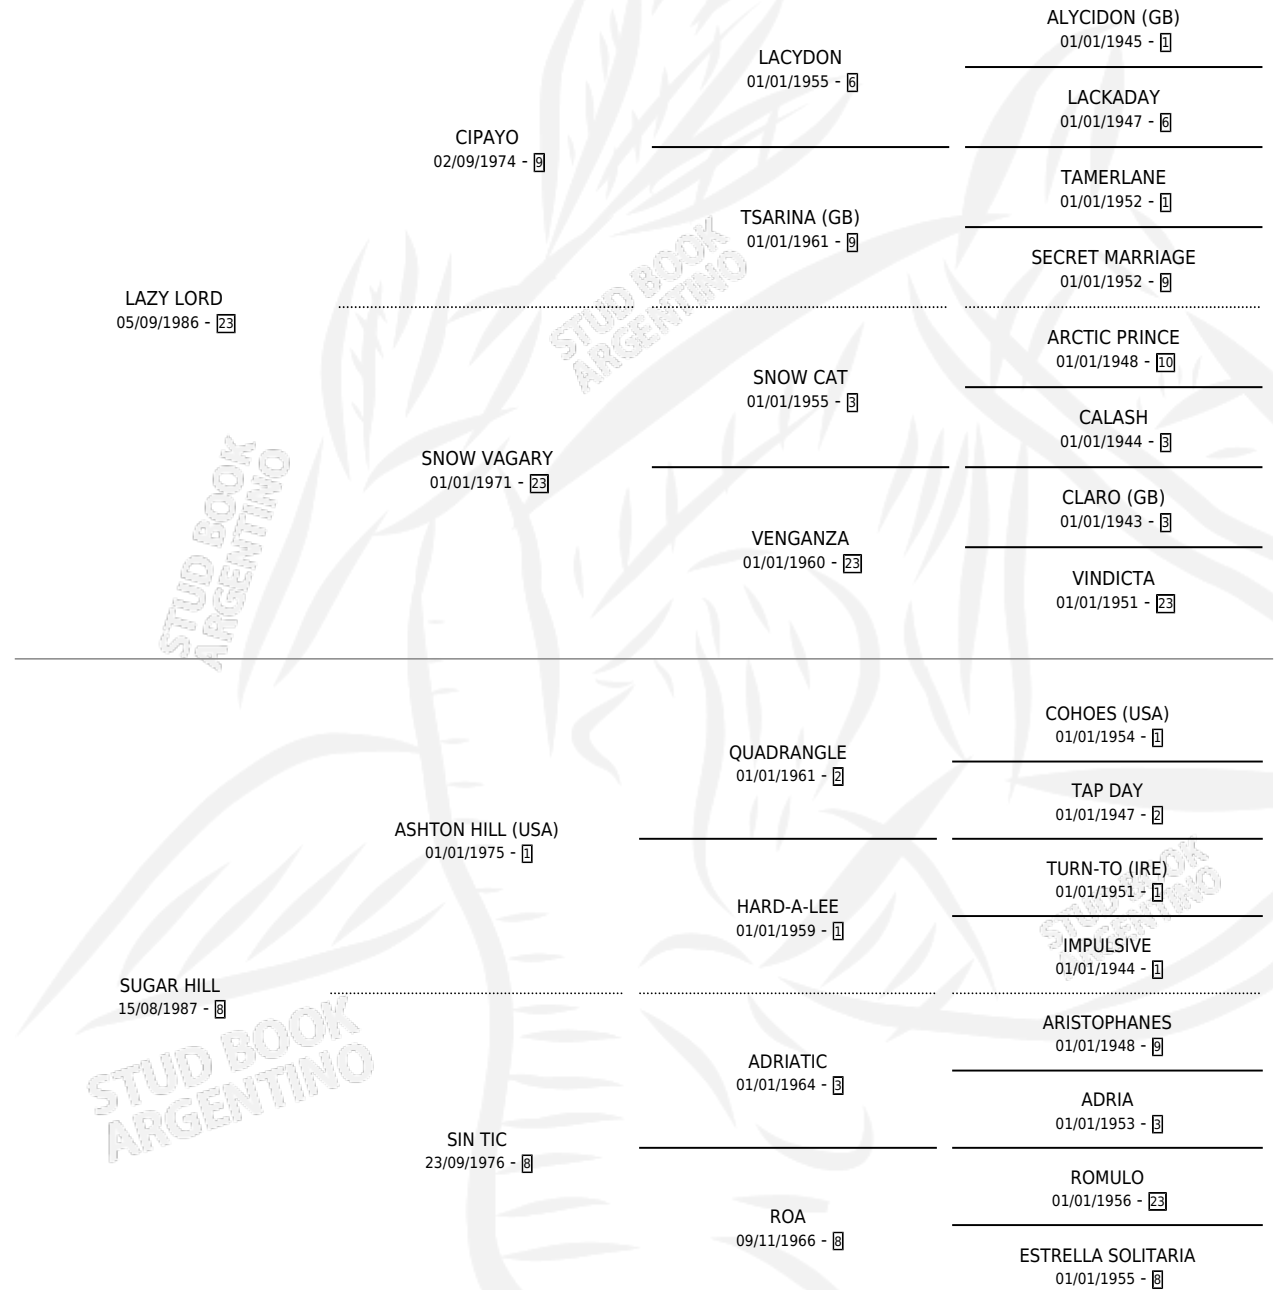 ALYCIDON (GB)
01/01/1945 - 1
LACYDON
01/01/1955 - 6
LACKADAY
01/01/1947 - 6
CIPAYO
02/09/1974 - 9
TAMERLANE
01/01/1952 - 1
TSARINA (GB)
01/01/1961 - 9
SECRET MARRIAGE
01/01/1952 - 9
LAZY LORD
05/09/1986 - 23
ARCTIC PRINCE
01/01/1948 - 10
SNOW CAT
01/01/1955 - 3
CALASH
01/01/1944 - 3
SNOW VAGARY
01/01/1971 - 23
CLARO (GB)
01/01/1943 - 3
VENGANZA
01/01/1960 - 23
VINDICTA
01/01/1951 - 23
COHOES (USA)
01/01/1954 - 1
QUADRANGLE
01/01/1961 - 2
TAP DAY
01/01/1947 - 2
ASHTON HILL (USA)
01/01/1975 - 1
TURN-TO (IRE)
01/01/1951 - 1
HARD-A-LEE
01/01/1959 - 1
IMPULSIVE
01/01/1944 - 1
SUGAR HILL
15/08/1987 - 8
ARISTOPHANES
01/01/1948 - 9
ADRIATIC
01/01/1964 - 3
ADRIA
01/01/1953 - 3
SIN TIC
23/09/1976 - 8
ROMULO
01/01/1956 - 23
ROA
09/11/1966 - 8
ESTRELLA SOLITARIA
01/01/1955 - 8
STUD BOOK
ARGENTINO
STUD BOOK
ARGENTINO
STUD BOOK
ARGENTINO
STUD BOOK
ARGENTINO